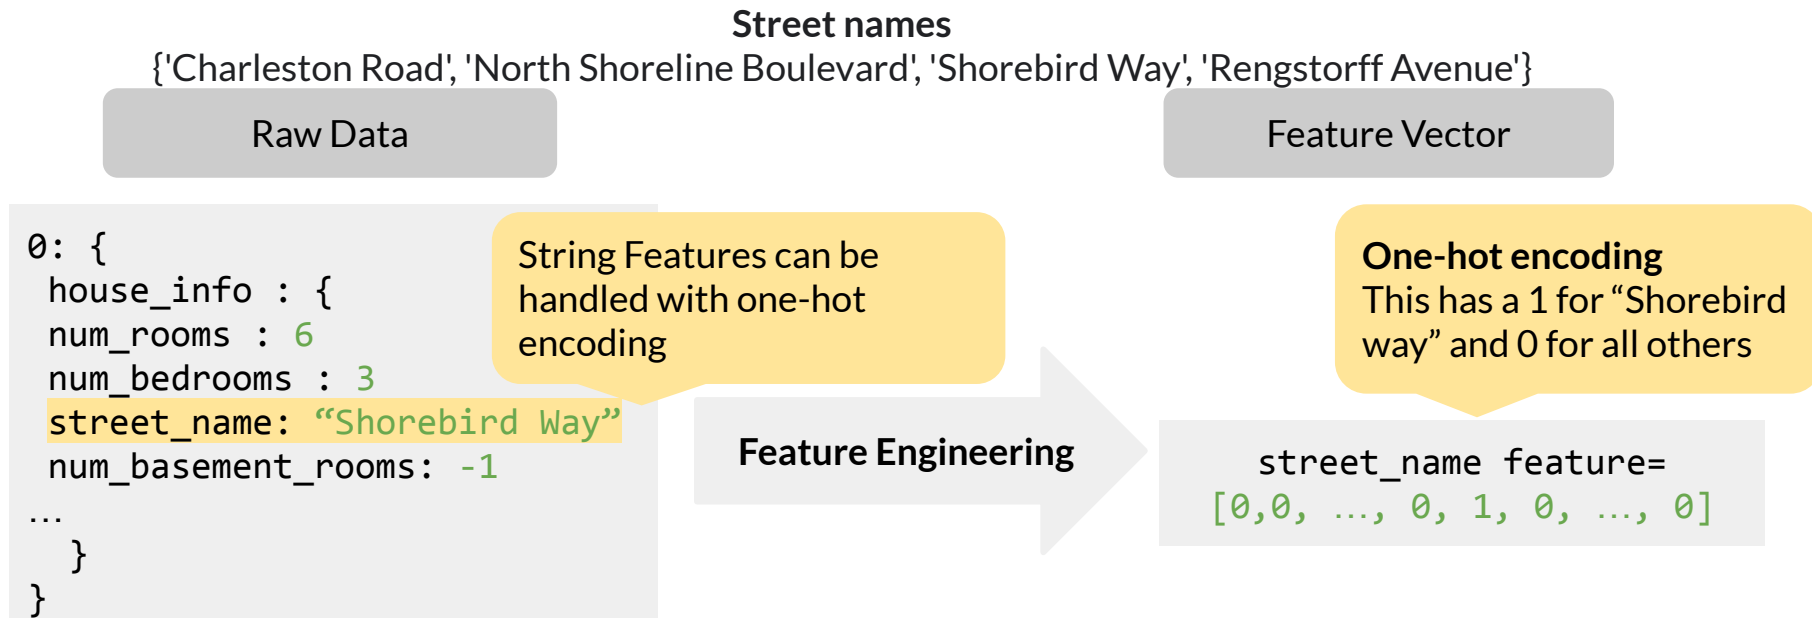 Street names
{'Charleston Road', 'North Shoreline Boulevard', 'Shorebird Way', 'Rengstorff Avenue'}
Raw Data
Feature Vector
0: {
house_info : {
num_rooms : 6
num_bedrooms : 3
street_name: “Shorebird Way”
num_basement_rooms: -1
...
}
}
String Features can be
handled with one-hot
encoding
Feature Engineering
One-hot encoding
This has a 1 for “Shorebird
way” and 0 for all others
street_name feature=
[0,0, ..., 0, 1, 0, ..., 0]